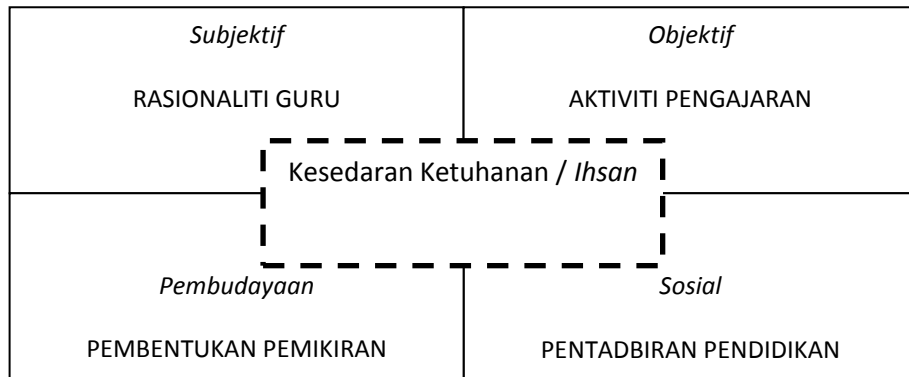 Subjektif
Objektif
RASIONALITI GURU
AKTIVITI PENGAJARAN
Kesedaran Ketuhanan / Ihsan
Pembudayaan
Sosial
PEMBENTUKAN PEMIKIRAN
PENTADBIRAN PENDIDIKAN